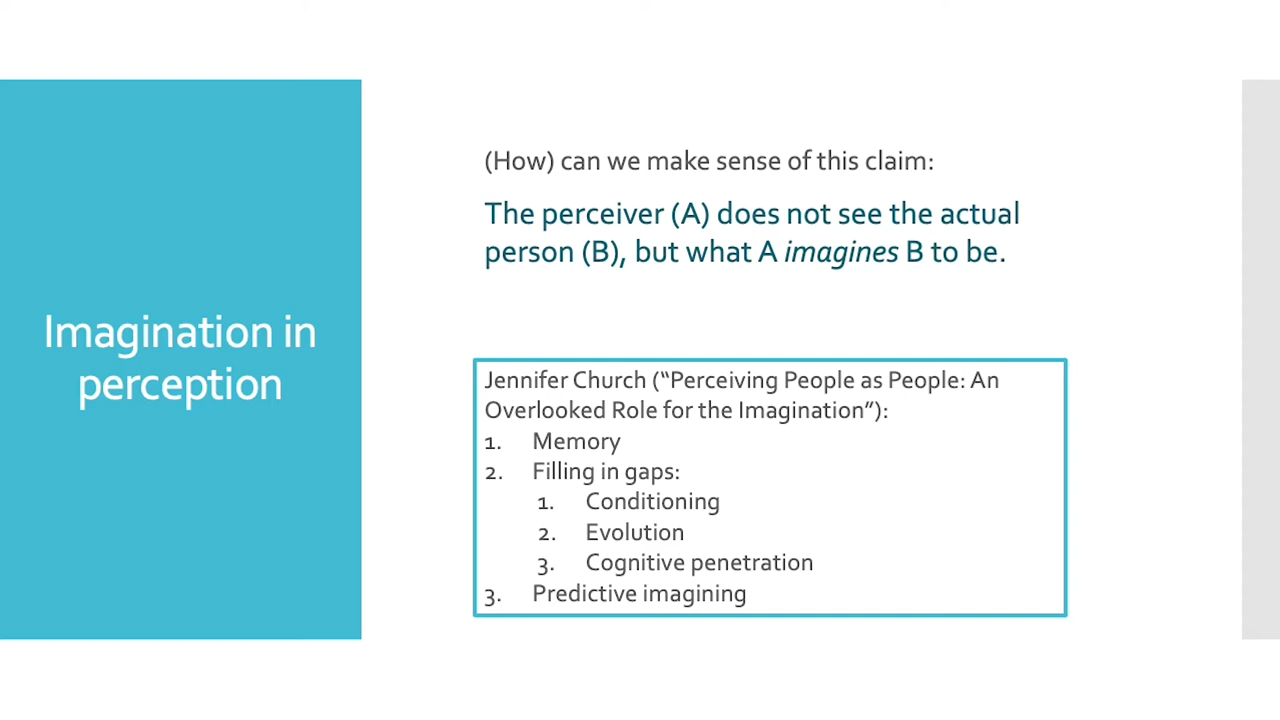 Imagination in
perception
(How) can we make sense of this claim:
The perceiver (A) does not see the actual
person (B), but what A imagines B to be.
Jennifer Church (“Perceiving People as People: An
Overlooked Role for the Imagination”):
1. Memory
2. Filling in gaps:
1. Conditioning
2. Evolution
3. Cognitive penetration
3. Predictive imagining